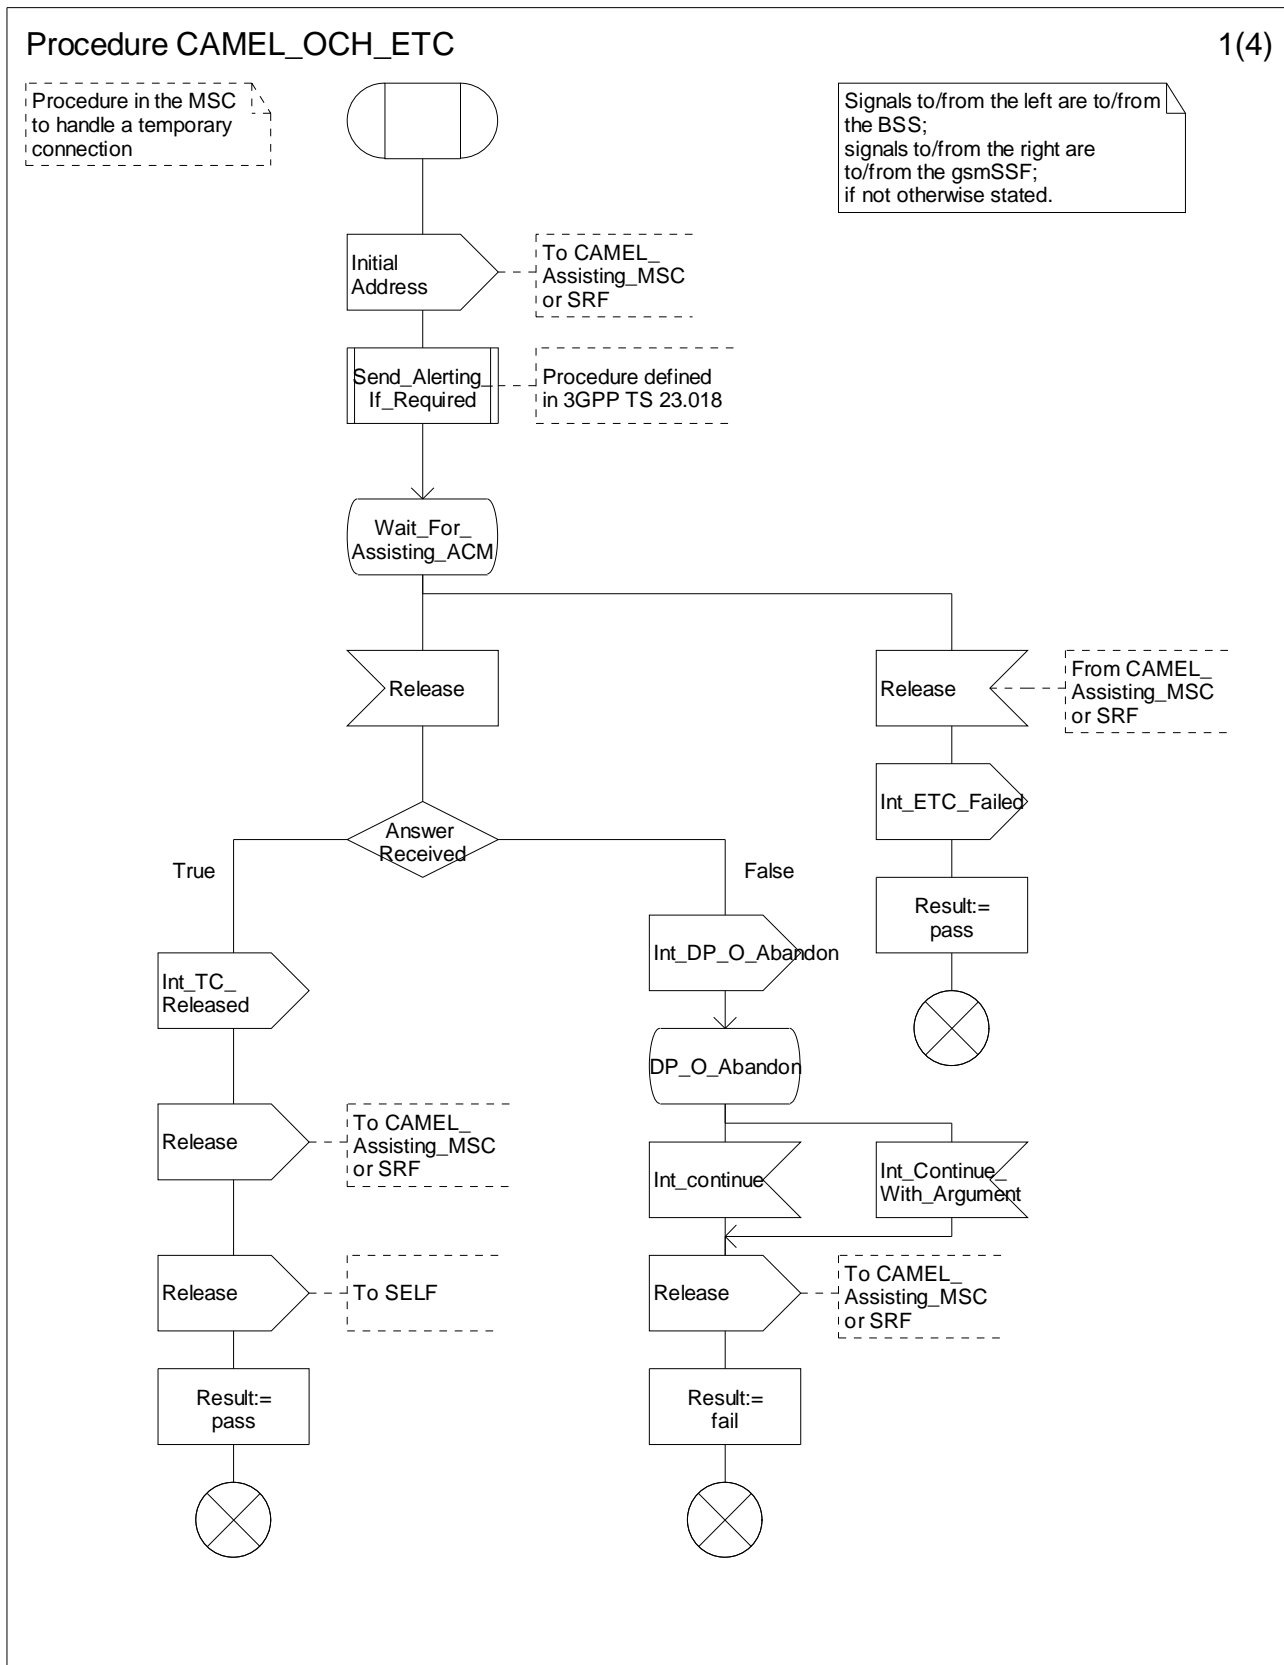 Procedure CAMEL_OCH_ETC
1(4)
Procedure in the MSC
to handle a temporary
connection
Signals to/from the left are to/from
the BSS;
signals to/from the right are
to/from the gsmSSF;
if not otherwise stated.
Initial
Address
To CAMEL_
Assisting_MSC
or SRF
Send_Alerting_
If_Required
Procedure defined
in 3GPP TS 23.018
Wait_For_
Assisting_ACM
Release
Release
From CAMEL_
Assisting_MSC
or SRF
Int_ETC_Failed
Answer
Received
True
False
Result:=
pass
Int_DP_O_Abandon
Int_TC_
Released
DP_O_Abandon
Release
To CAMEL_
Assisting_MSC
or SRF
Int_continue
Int_Continue_
With_Argument
Release
To SELF
Release
To CAMEL_
Assisting_MSC
or SRF
Result:=
pass
Result:=
fail